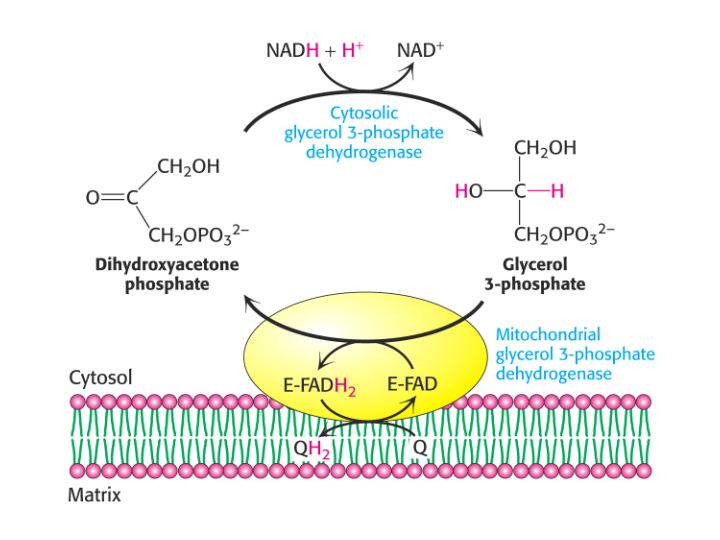 NADH + H⁺ NAD⁺
Cytosolic
glycerol 3-phosphate
dehydrogenase
CH₂OH
O=C
CH₂OPO₃²⁻
Dihydroxyacetone
phosphate
CH₂OH
HO—C—H
CH₂OPO₃²⁻
Glycerol
3-phosphate
Mitochondrial
glycerol 3-phosphate
dehydrogenase
E-FADH₂ E-FAD
Cytosol
QH₂ Q
Matrix